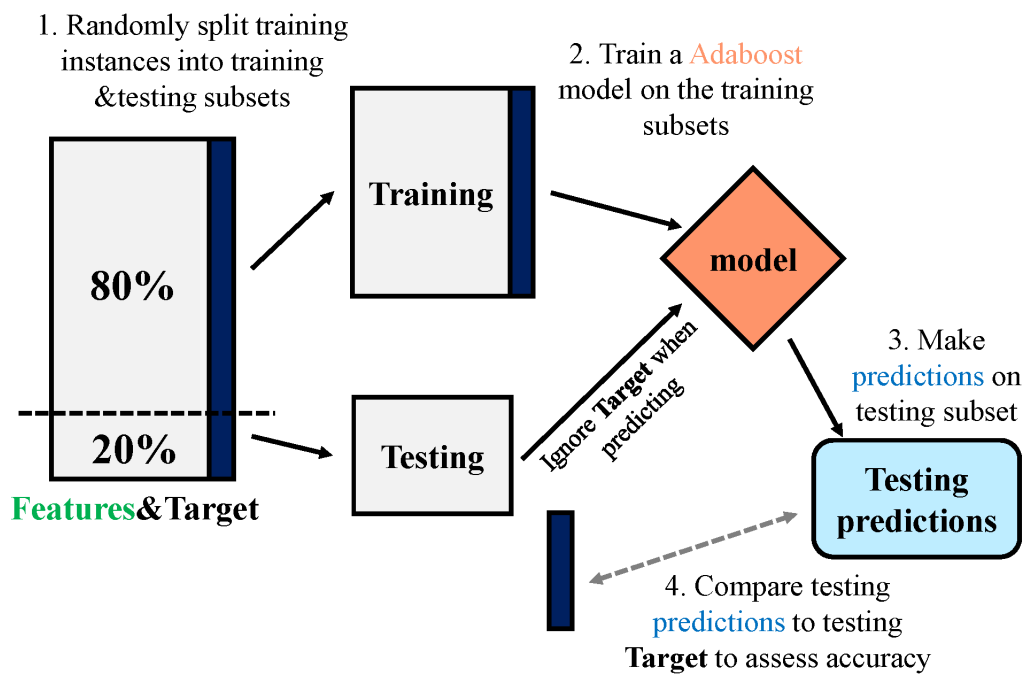 1. Randomly split training
instances into training
&testing subsets
2. Train a Adaboost
model on the training
subsets
Training
80%
model
20%
Testing
Ignore Target when
predicting
3. Make
predictions on
testing subset
Features&Target
Testing
predictions
4. Compare testing
predictions to testing
Target to assess accuracy